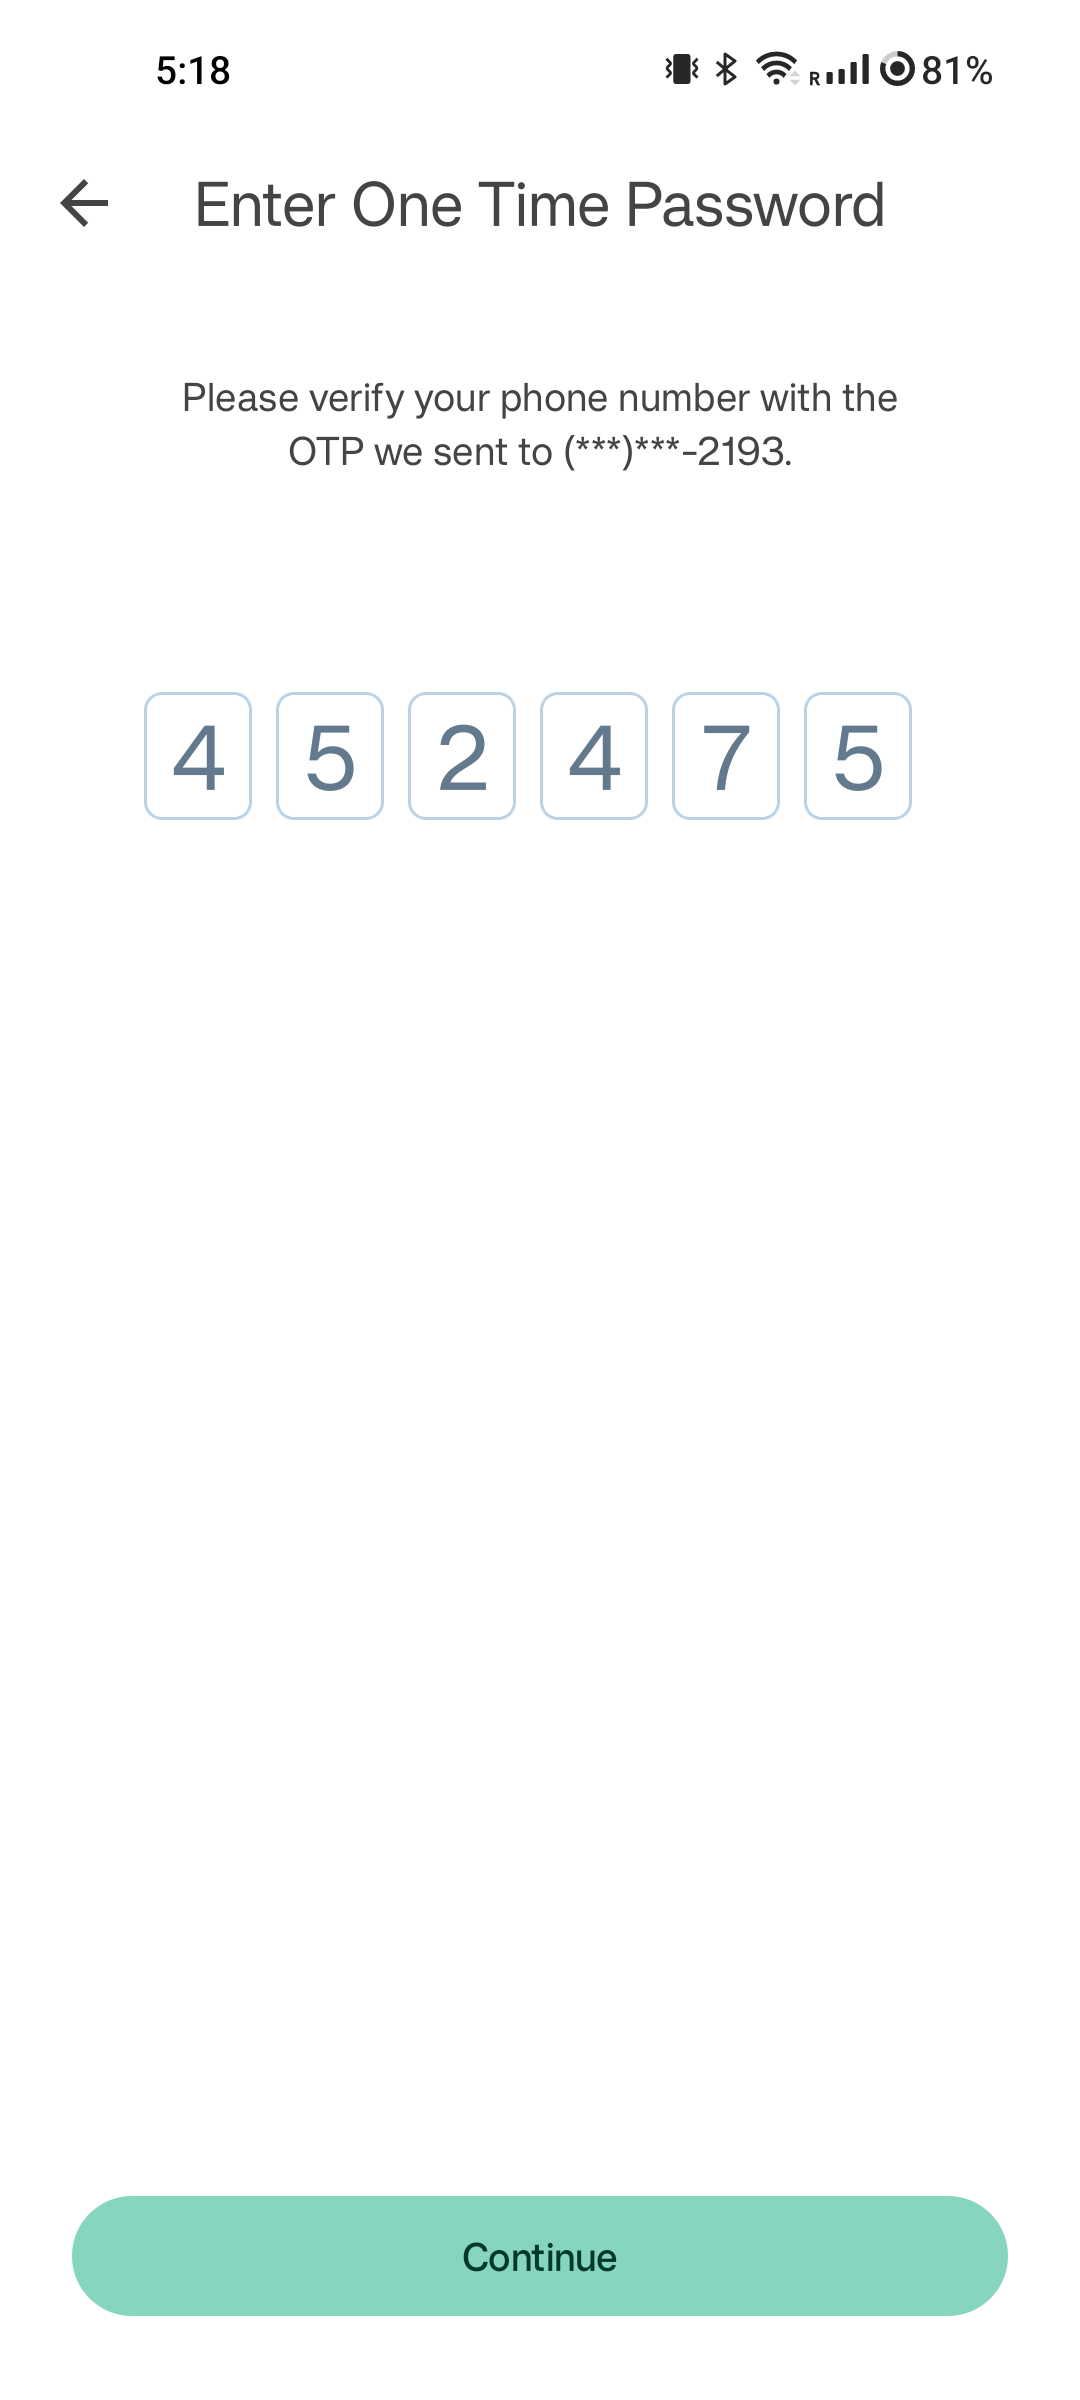 5:18 R 81%
Enter One Time Password
Please verify your phone number with the
OTP we sent to (***)***-2193.
4 5 2 4 7 5
Continue